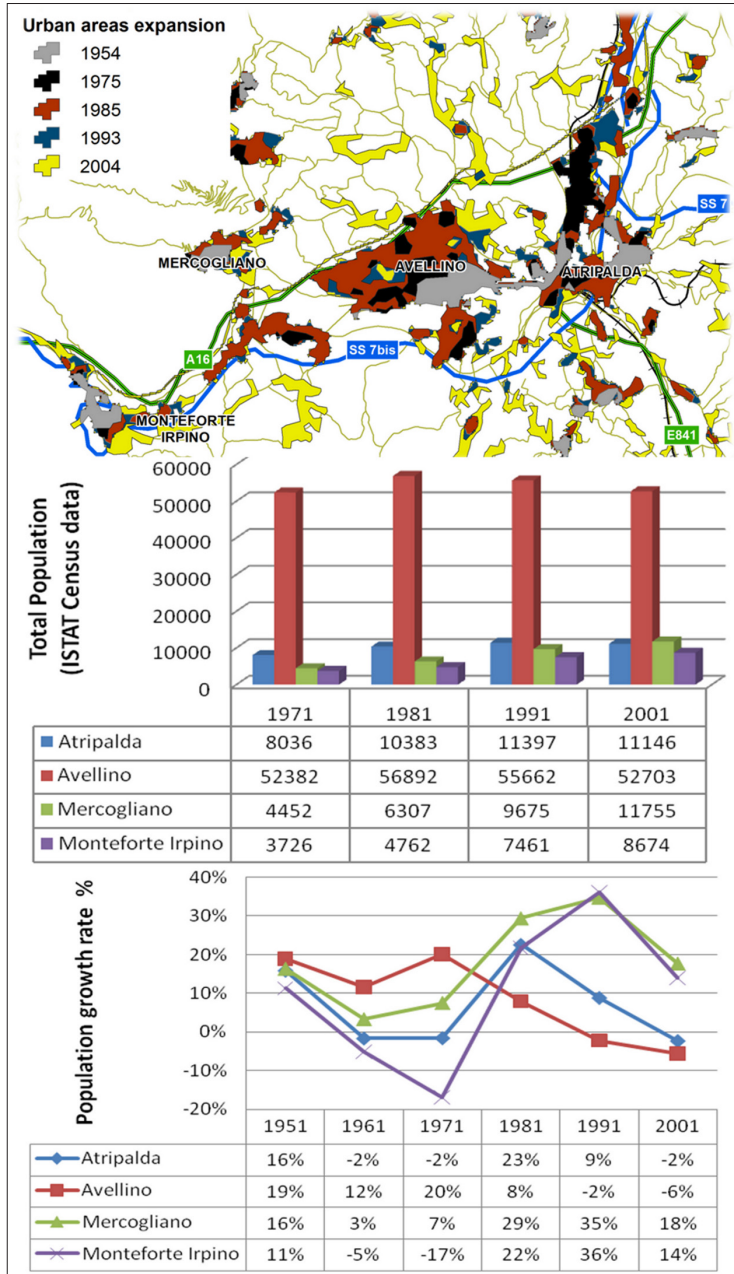 Urban areas expansion
1954
1975
1985
1993
2004
SS 7
MERCOGLIANO
AVELLINO
ATRIPALDA
A16
SS 7bis
MONTEFORTE
IRPINO
E841
Total Population
(ISTAT Census data)
60000
50000
40000
30000
20000
10000
0
1971 1981 1991 2001
Atripalda 8036 10383 11397 11146
Avellino 52382 56892 55662 52703
Mercogliano 4452 6307 9675 11755
Monteforte Irpino 3726 4762 7461 8674
Population growth rate %
40%
30%
20%
10%
0%
-10%
-20%
1951 1961 1971 1981 1991 2001
Atripalda 16% -2% -2% 23% 9% -2%
Avellino 19% 12% 20% 8% -2% -6%
Mercogliano 16% 3% 7% 29% 35% 18%
Monteforte Irpino 11% -5% -17% 22% 36% 14%